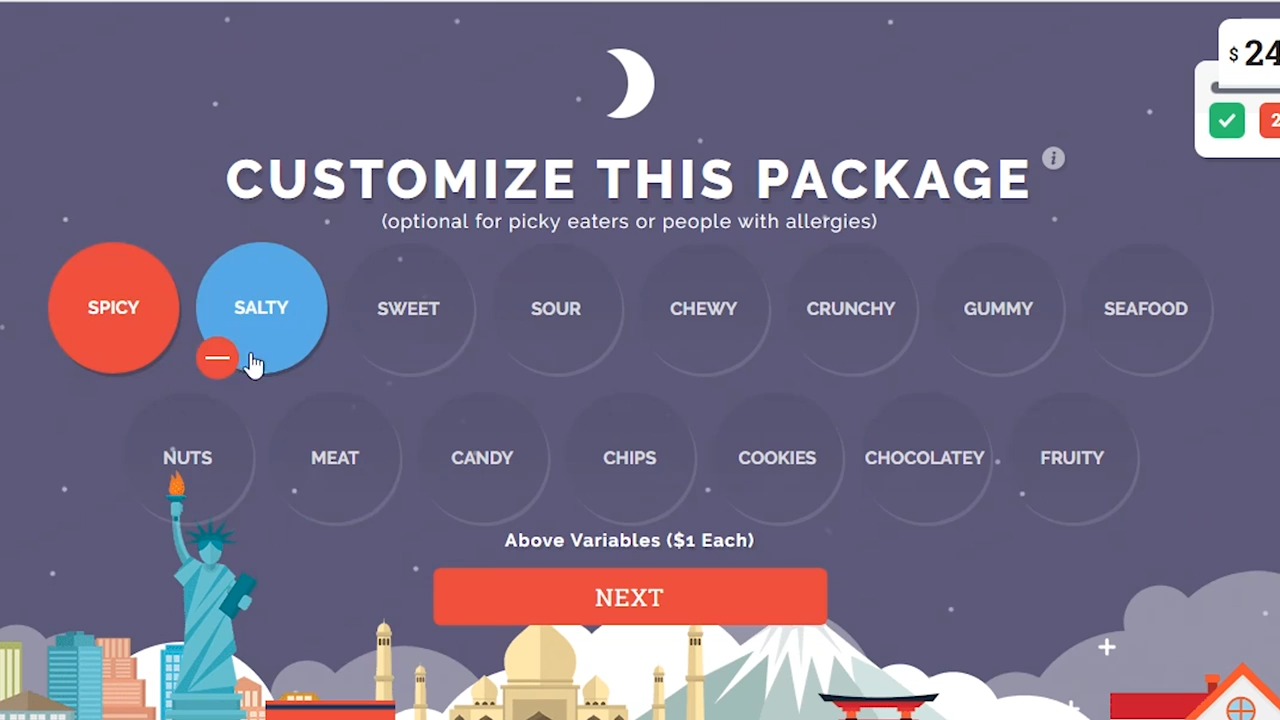 $ 24
2
CUSTOMIZE THIS PACKAGE i
(optional for picky eaters or people with allergies)
SPICY SALTY SWEET SOUR CHEWY CRUNCHY GUMMY SEAFOOD
NUTS MEAT CANDY CHIPS COOKIES CHOCOLATEY FRUITY
Above Variables ($1 Each)
NEXT